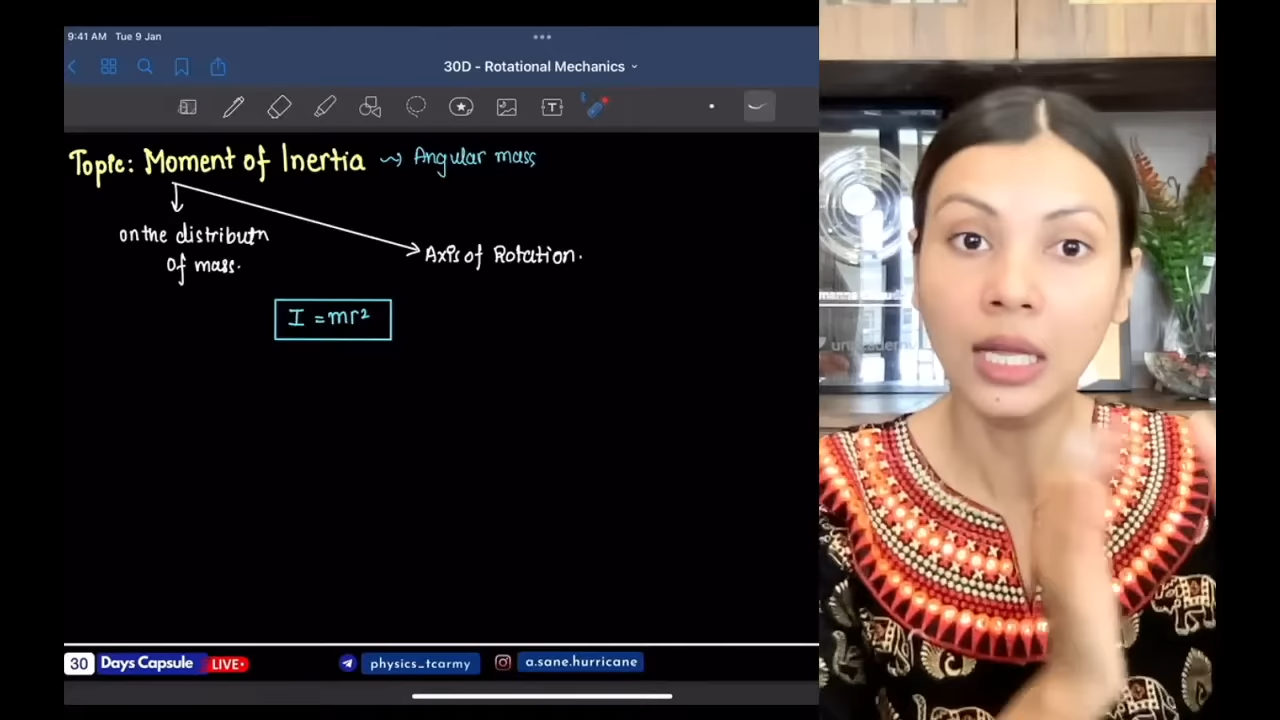 9:41 AM Tue 9 Jan
30D - Rotational Mechanics
T
Topic: Moment of Inertia ⤳ Angular mass
on the distributn
of mass.
Axis of Rotation.
I = mr²
unacademy
30 Days Capsule LIVE
physics_tcarmy
a.sane.hurricane